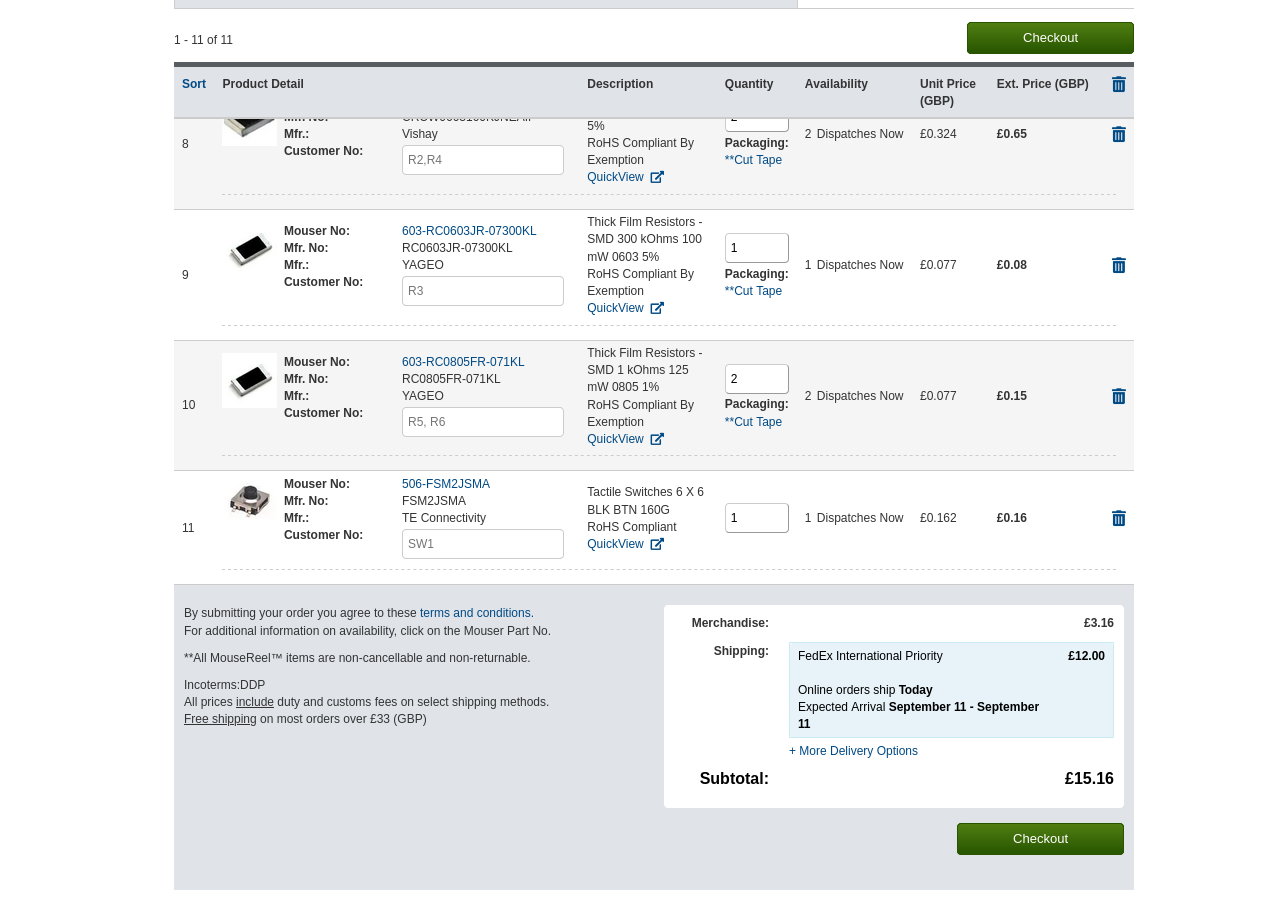 1 - 11 of 11
Checkout
Sort Product Detail Description Quantity Availability Unit Price (GBP) Ext. Price (GBP)
8
Mfr.: Vishay
Customer No: R2,R4
5%
RoHS Compliant By
Exemption
QuickView
Packaging:
**Cut Tape
2 Dispatches Now £0.324 £0.65
9
Mouser No: 603-RC0603JR-07300KL
Mfr. No: RC0603JR-07300KL
Mfr.: YAGEO
Customer No: R3
Thick Film Resistors -
SMD 300 kOhms 100
mW 0603 5%
RoHS Compliant By
Exemption
QuickView
1
Packaging:
**Cut Tape
1 Dispatches Now £0.077 £0.08
10
Mouser No: 603-RC0805FR-071KL
Mfr. No: RC0805FR-071KL
Mfr.: YAGEO
Customer No: R5, R6
Thick Film Resistors -
SMD 1 kOhms 125
mW 0805 1%
RoHS Compliant By
Exemption
QuickView
2
Packaging:
**Cut Tape
2 Dispatches Now £0.077 £0.15
11
Mouser No: 506-FSM2JSMA
Mfr. No: FSM2JSMA
Mfr.: TE Connectivity
Customer No: SW1
Tactile Switches 6 X 6
BLK BTN 160G
RoHS Compliant
QuickView
1
1 Dispatches Now £0.162 £0.16
By submitting your order you agree to these terms and conditions.
For additional information on availability, click on the Mouser Part No.
**All MouseReel™ items are non-cancellable and non-returnable.
Incoterms:DDP
All prices include duty and customs fees on select shipping methods.
Free shipping on most orders over £33 (GBP)
Merchandise: £3.16
Shipping: FedEx International Priority £12.00
Online orders ship Today
Expected Arrival September 11 - September
11
+ More Delivery Options
Subtotal: £15.16
Checkout